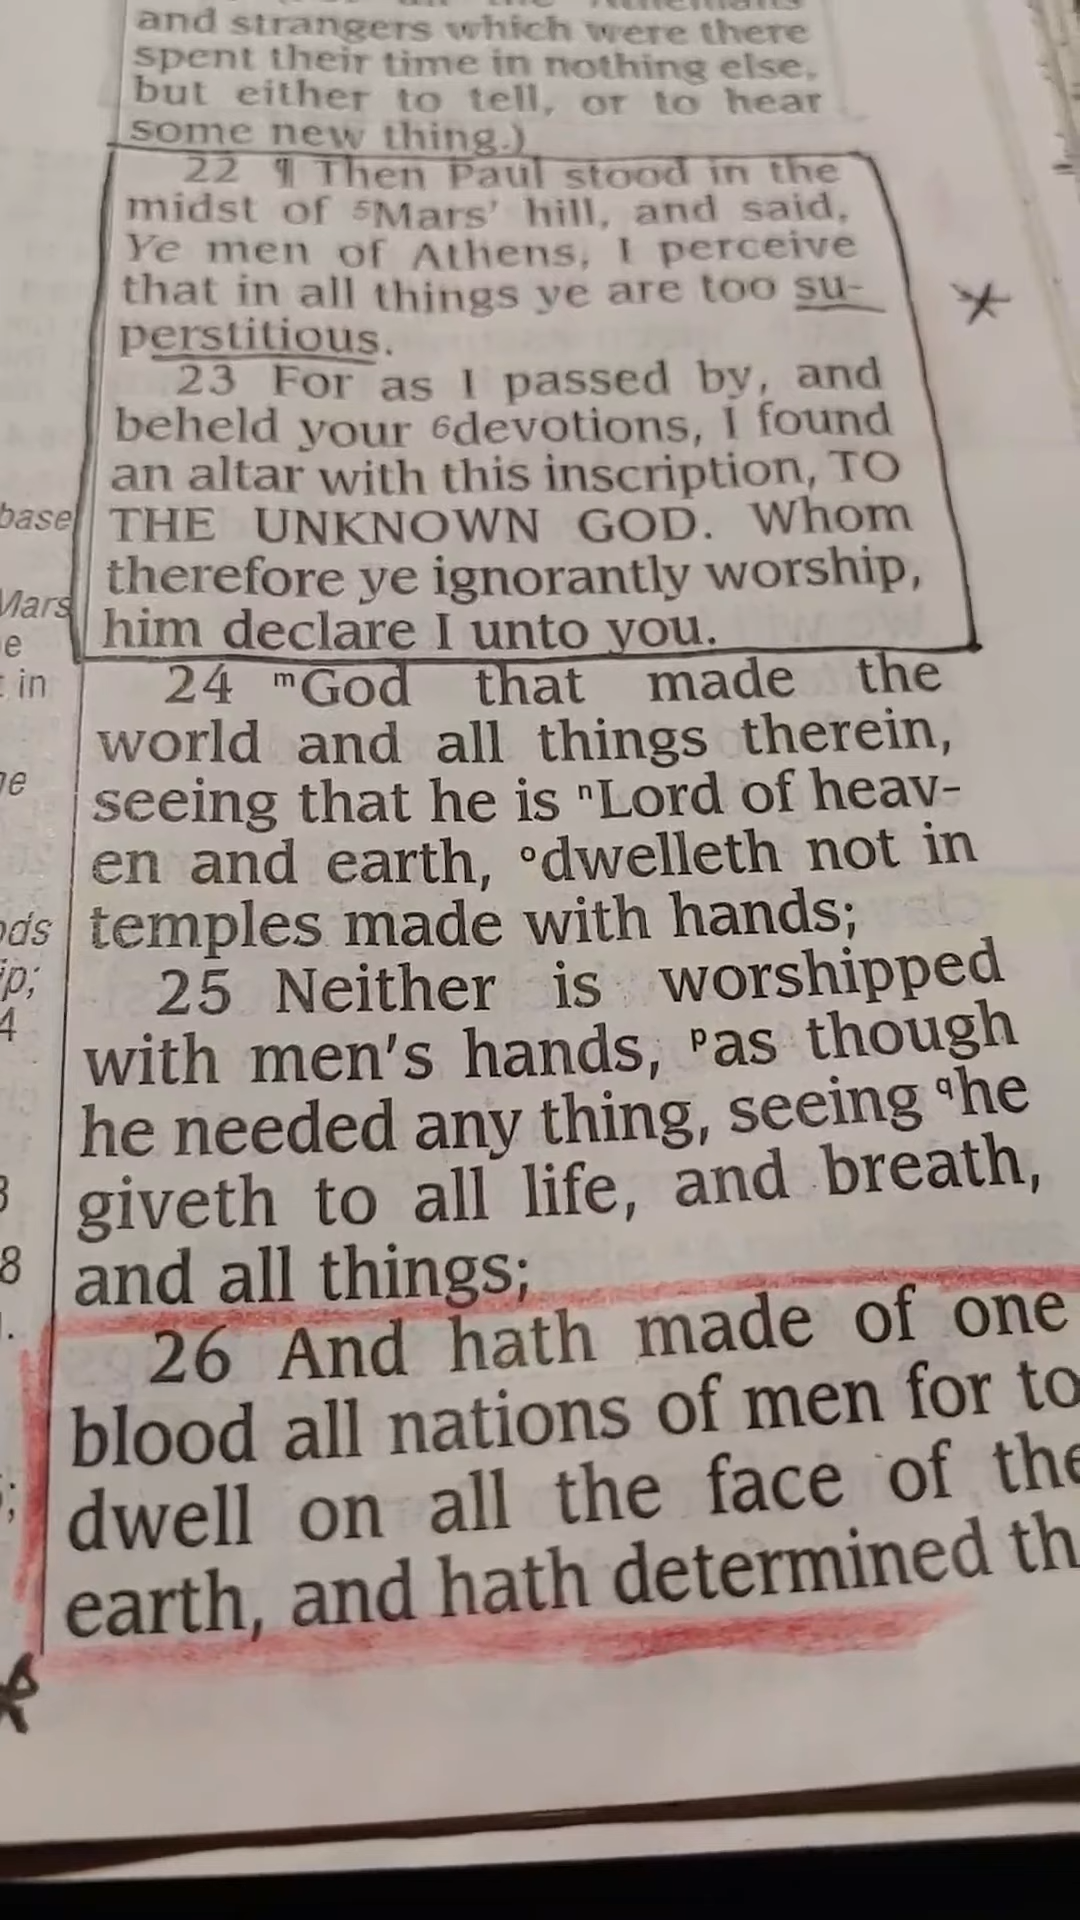 and strangers which were there
spent their time in nothing else,
but either to tell, or to hear
some new thing.)
22 ¶ Then Paul stood in the
midst of 5Mars' hill, and said,
Ye men of Athens, I perceive
that in all things ye are too su-
perstitious.
23 For as I passed by, and
beheld your 6devotions, I found
an altar with this inscription, TO
THE UNKNOWN GOD. Whom
therefore ye ignorantly worship,
him declare I unto you.
24 mGod that made the
world and all things therein,
seeing that he is nLord of heav-
en and earth, odwelleth not in
temples made with hands;
25 Neither is worshipped
with men's hands, pas though
he needed any thing, seeing qhe
giveth to all life, and breath,
and all things;
26 And hath made of one
blood all nations of men for to
dwell on all the face of the
earth, and hath determined th
base
Mars
e
in
ip;
4
8